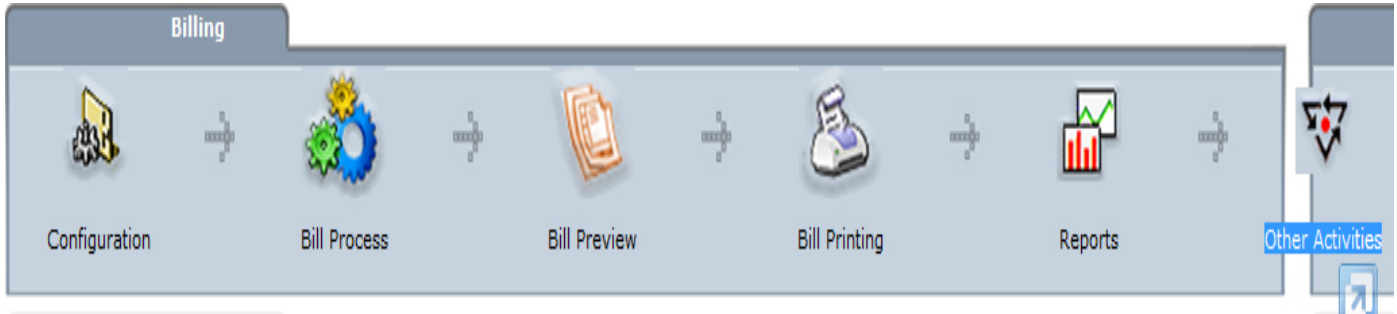 Billing
Configuration
Bill Process
Bill Preview
Bill Printing
Reports
Other Activities